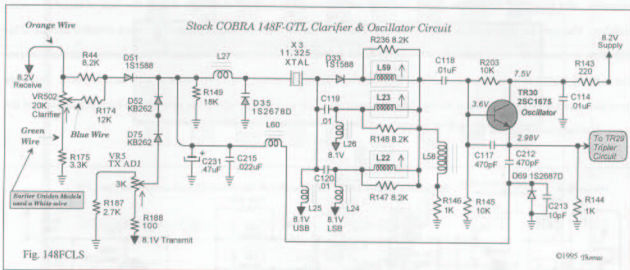 Stock COBRA 148F-GTL Clarifier & Oscillator Circuit
Orange Wire
R44
8.2K
D51
1S1588
L27
X3
11.325
XTAL
D33
1S1588
R236 8.2K
L59
L23
C118
.01uF
R203
10K
7.5V
R143
220
8.2V
Supply
8.2V
Receive
VR502
20K
Clarifier
R174
12K
D52
KB262
R149
18K
D35
1S2678D
C119
.01
L26
8.1V
R148 8.2K
TR30
2SC1675
Oscillator
3.6V
C114
.01uF
Green
Wire
Blue Wire
D75
KB262
L60
L22
L58
2.98V
To TR29
Tripler
Circuit
R175
3.3K
VR5
TX ADJ
3K
C231
.47uF
C215
.022uF
C120
.01
R147 8.2K
C117
470pF
C212
470pF
Earlier Uniden Models
used a White wire
R187
2.7K
R188
100
8.1V Transmit
L25
8.1V
USB
L24
8.1V
LSB
R146
1K
R145
10K
D69 1S2687D
C213
10pF
R144
1K
Fig. 148FCLS
©1995 Thomas